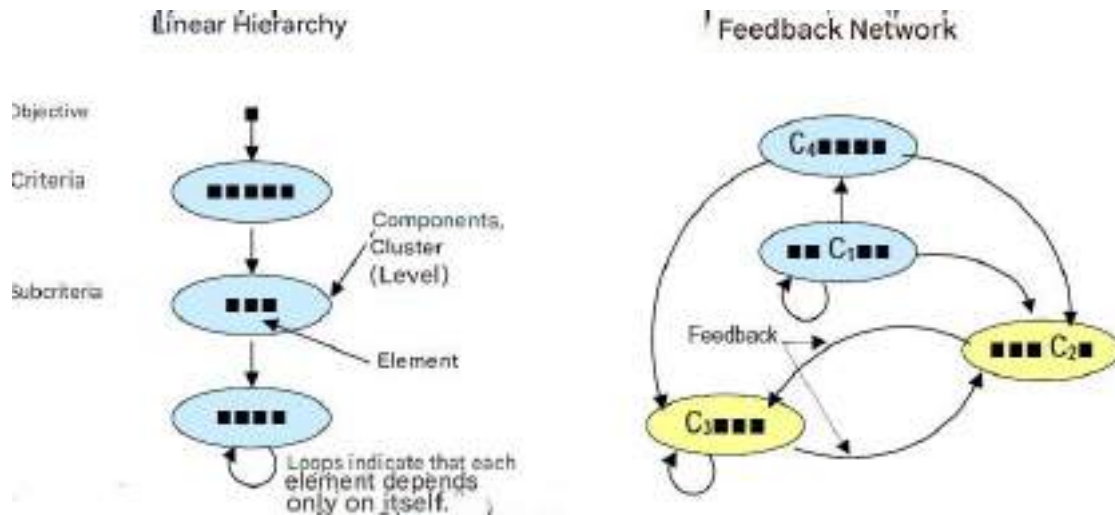 Linear Hierarchy
Feedback Network
Objective
Criteria
Subcriteria
Components,
Cluster
(Level)
Element
Loops indicate that each
element depends
only on itself.
C₄
C₁
Feedback
C₂
C₃